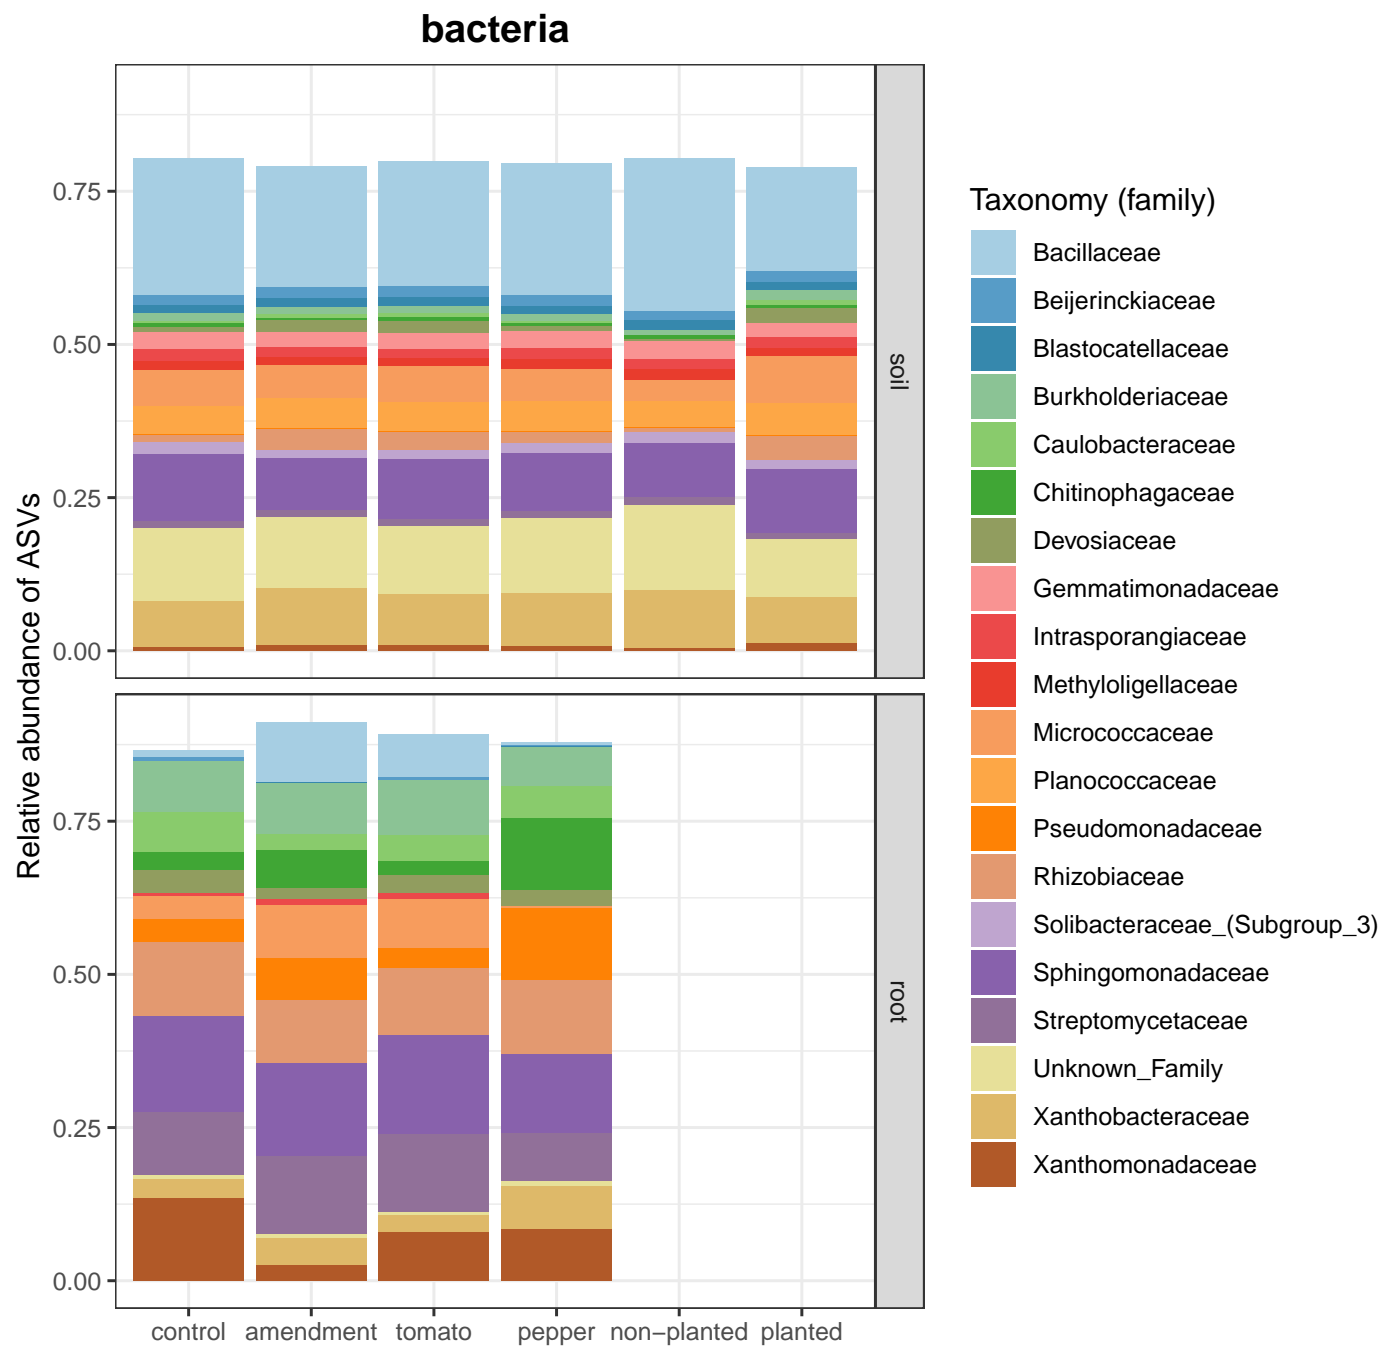 bacteria
Relative abundance of ASVs
0.75
0.50
0.25
0.00
soil
0.75
0.50
0.25
0.00
root
control amendment tomato pepper non−planted planted
Taxonomy (family)
Bacillaceae
Beijerinckiaceae
Blastocatellaceae
Burkholderiaceae
Caulobacteraceae
Chitinophagaceae
Devosiaceae
Gemmatimonadaceae
Intrasporangiaceae
Methyloligellaceae
Micrococcaceae
Planococcaceae
Pseudomonadaceae
Rhizobiaceae
Solibacteraceae_(Subgroup_3)
Sphingomonadaceae
Streptomycetaceae
Unknown_Family
Xanthobacteraceae
Xanthomonadaceae